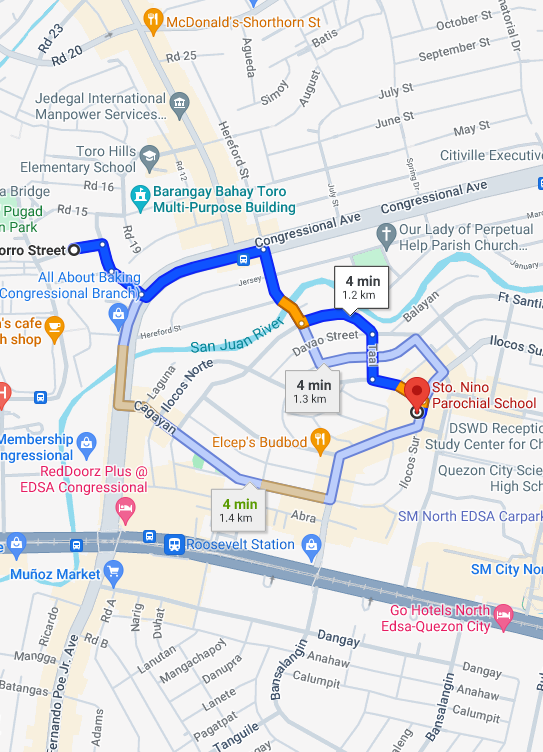 McDonald's-Shorthorn St
Rd 23
Rd 20
Rd 25
Agueda
Batis
October St
September St
Simoy
August
July St
Jedegal International
Manpower Services...
June St
May St
Hereford St
Toro Hills
Elementary School
Rd 12
Spring Dr
Citiville Executive
a Bridge
Rd 16
July St
Congressional Ave
Barangay Bahay Toro
Multi-Purpose Building
Pugad
n Park
Rd 15
Rd 19
Congressional Ave
Our Lady of Perpetual
Help Parish Church...
orro Street
January
All About Baking
Congressional Branch)
Jersey
4 min
1.2 km
Ft Santi
Balayan
's cafe
h shop
Hereford St
San Juan River
Davao Street
Ilocos Sur
Taal
Laguna
Ilocos Norte
4 min
1.3 km
Sto. Nino
Parochial School
Cagayan
DSWD Recepti
Study Center for Ch
Membership
ngressional
Elcep's Budbod
Ilocos Sur
Quezon City Scie
High Sch
RedDoorz Plus @
EDSA Congressional
4 min
1.4 km
Abra
SM North EDSA Carpark
Roosevelt Station
Muñoz Market
SM City No
Go Hotels North
Edsa-Quezon City
Ricardo
Rd A
Narig
Duhat
Rd B
Mangga
Lanutan
Mangachapoy
Dangay
Dangay
Anahaw
Anahaw
Batangas
Danupra
Bansalangin
Calumpit
Bansalangin
Calumpit
Fernando Poe Jr. Ave
Lanete
Adams
Pagatpat
Tanguile